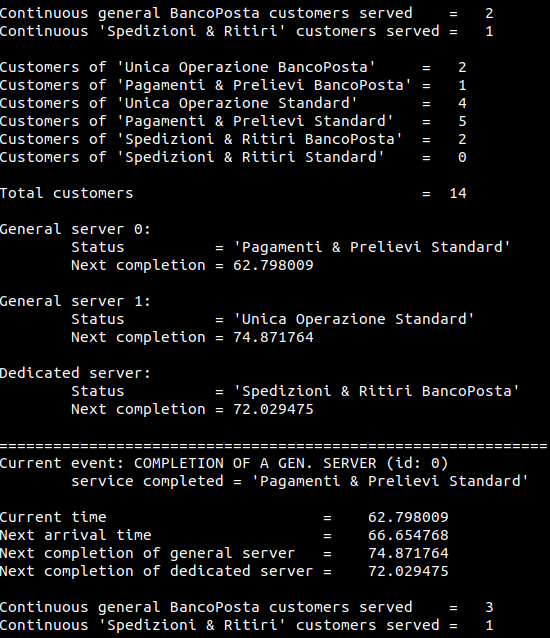 Continuous general BancoPosta customers served    =   2
Continuous 'Spedizioni & Ritiri' customers served =   1
Customers of 'Unica Operazione BancoPosta'     =   2
Customers of 'Pagamenti & Prelievi BancoPosta' =   1
Customers of 'Unica Operazione Standard'       =   4
Customers of 'Pagamenti & Prelievi Standard'   =   5
Customers of 'Spedizioni & Ritiri BancoPosta'  =   2
Customers of 'Spedizioni & Ritiri Standard'    =   0
Total customers                                =  14
General server 0:
        Status          = 'Pagamenti & Prelievi Standard'
        Next completion = 62.798009
General server 1:
        Status          = 'Unica Operazione Standard'
        Next completion = 74.871764
Dedicated server:
        Status          = 'Spedizioni & Ritiri BancoPosta'
        Next completion = 72.029475
=============================================================
Current event: COMPLETION OF A GEN. SERVER (id: 0)
        service completed = 'Pagamenti & Prelievi Standard'
Current time                        =    62.798009
Next arrival time                   =    66.654768
Next completion of general server   =    74.871764
Next completion of dedicated server =    72.029475
Continuous general BancoPosta customers served    =   3
Continuous 'Spedizioni & Ritiri' customers served =   1